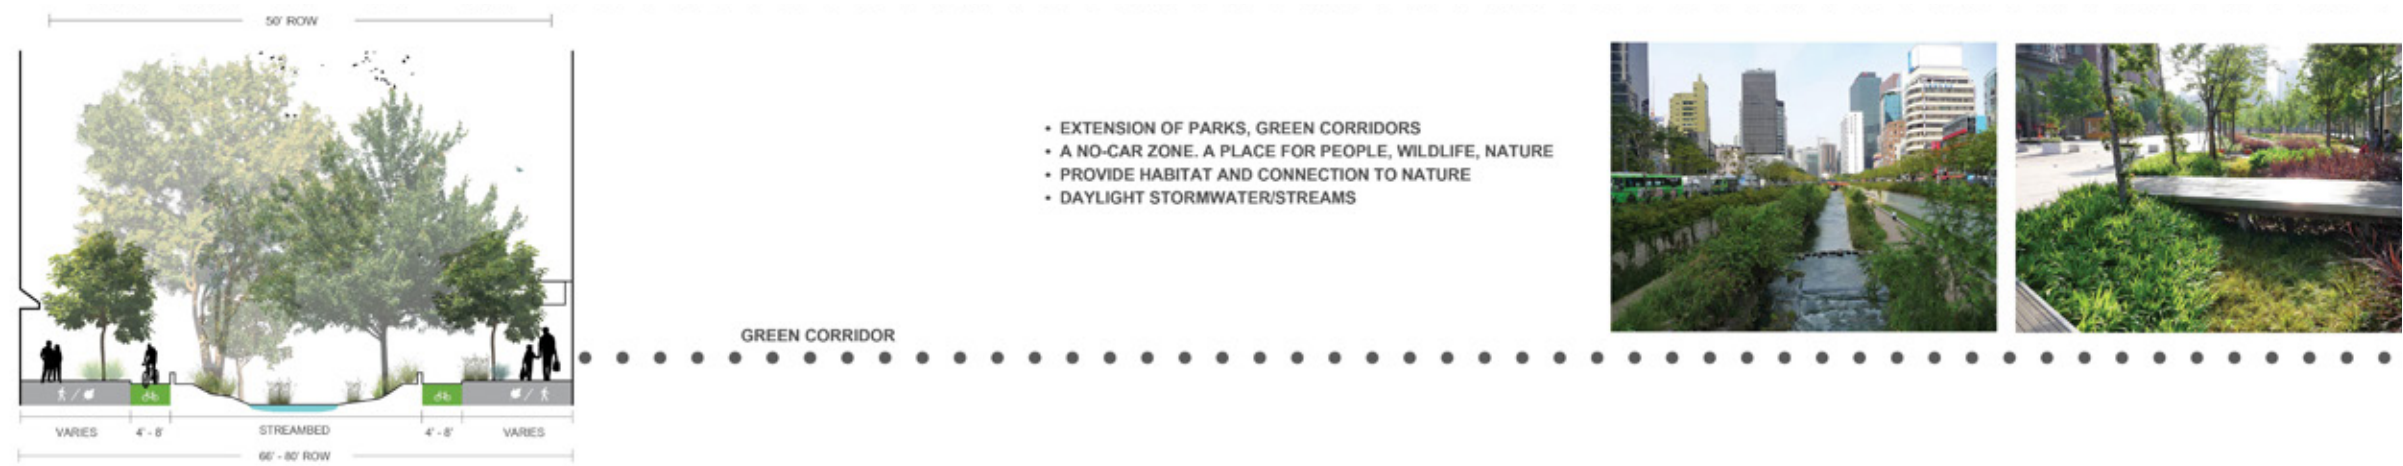 50' ROW
• EXTENSION OF PARKS, GREEN CORRIDORS
• A NO-CAR ZONE. A PLACE FOR PEOPLE, WILDLIFE, NATURE
• PROVIDE HABITAT AND CONNECTION TO NATURE
• DAYLIGHT STORMWATER/STREAMS
GREEN CORRIDOR
VARIES 4' - 8' STREAMBED 4' - 8' VARIES
66' - 80' ROW